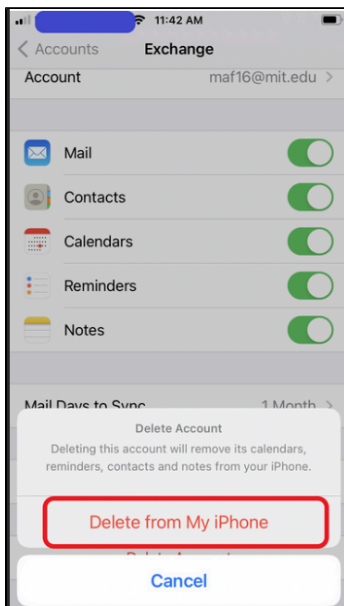 11:42 AM
Accounts
Exchange
Account maf16@mit.edu
Mail
Contacts
Calendars
Reminders
Notes
Mail Days to Sync 1 Month
Delete Account
Deleting this account will remove its calendars,
reminders, contacts and notes from your iPhone.
Delete from My iPhone
Cancel